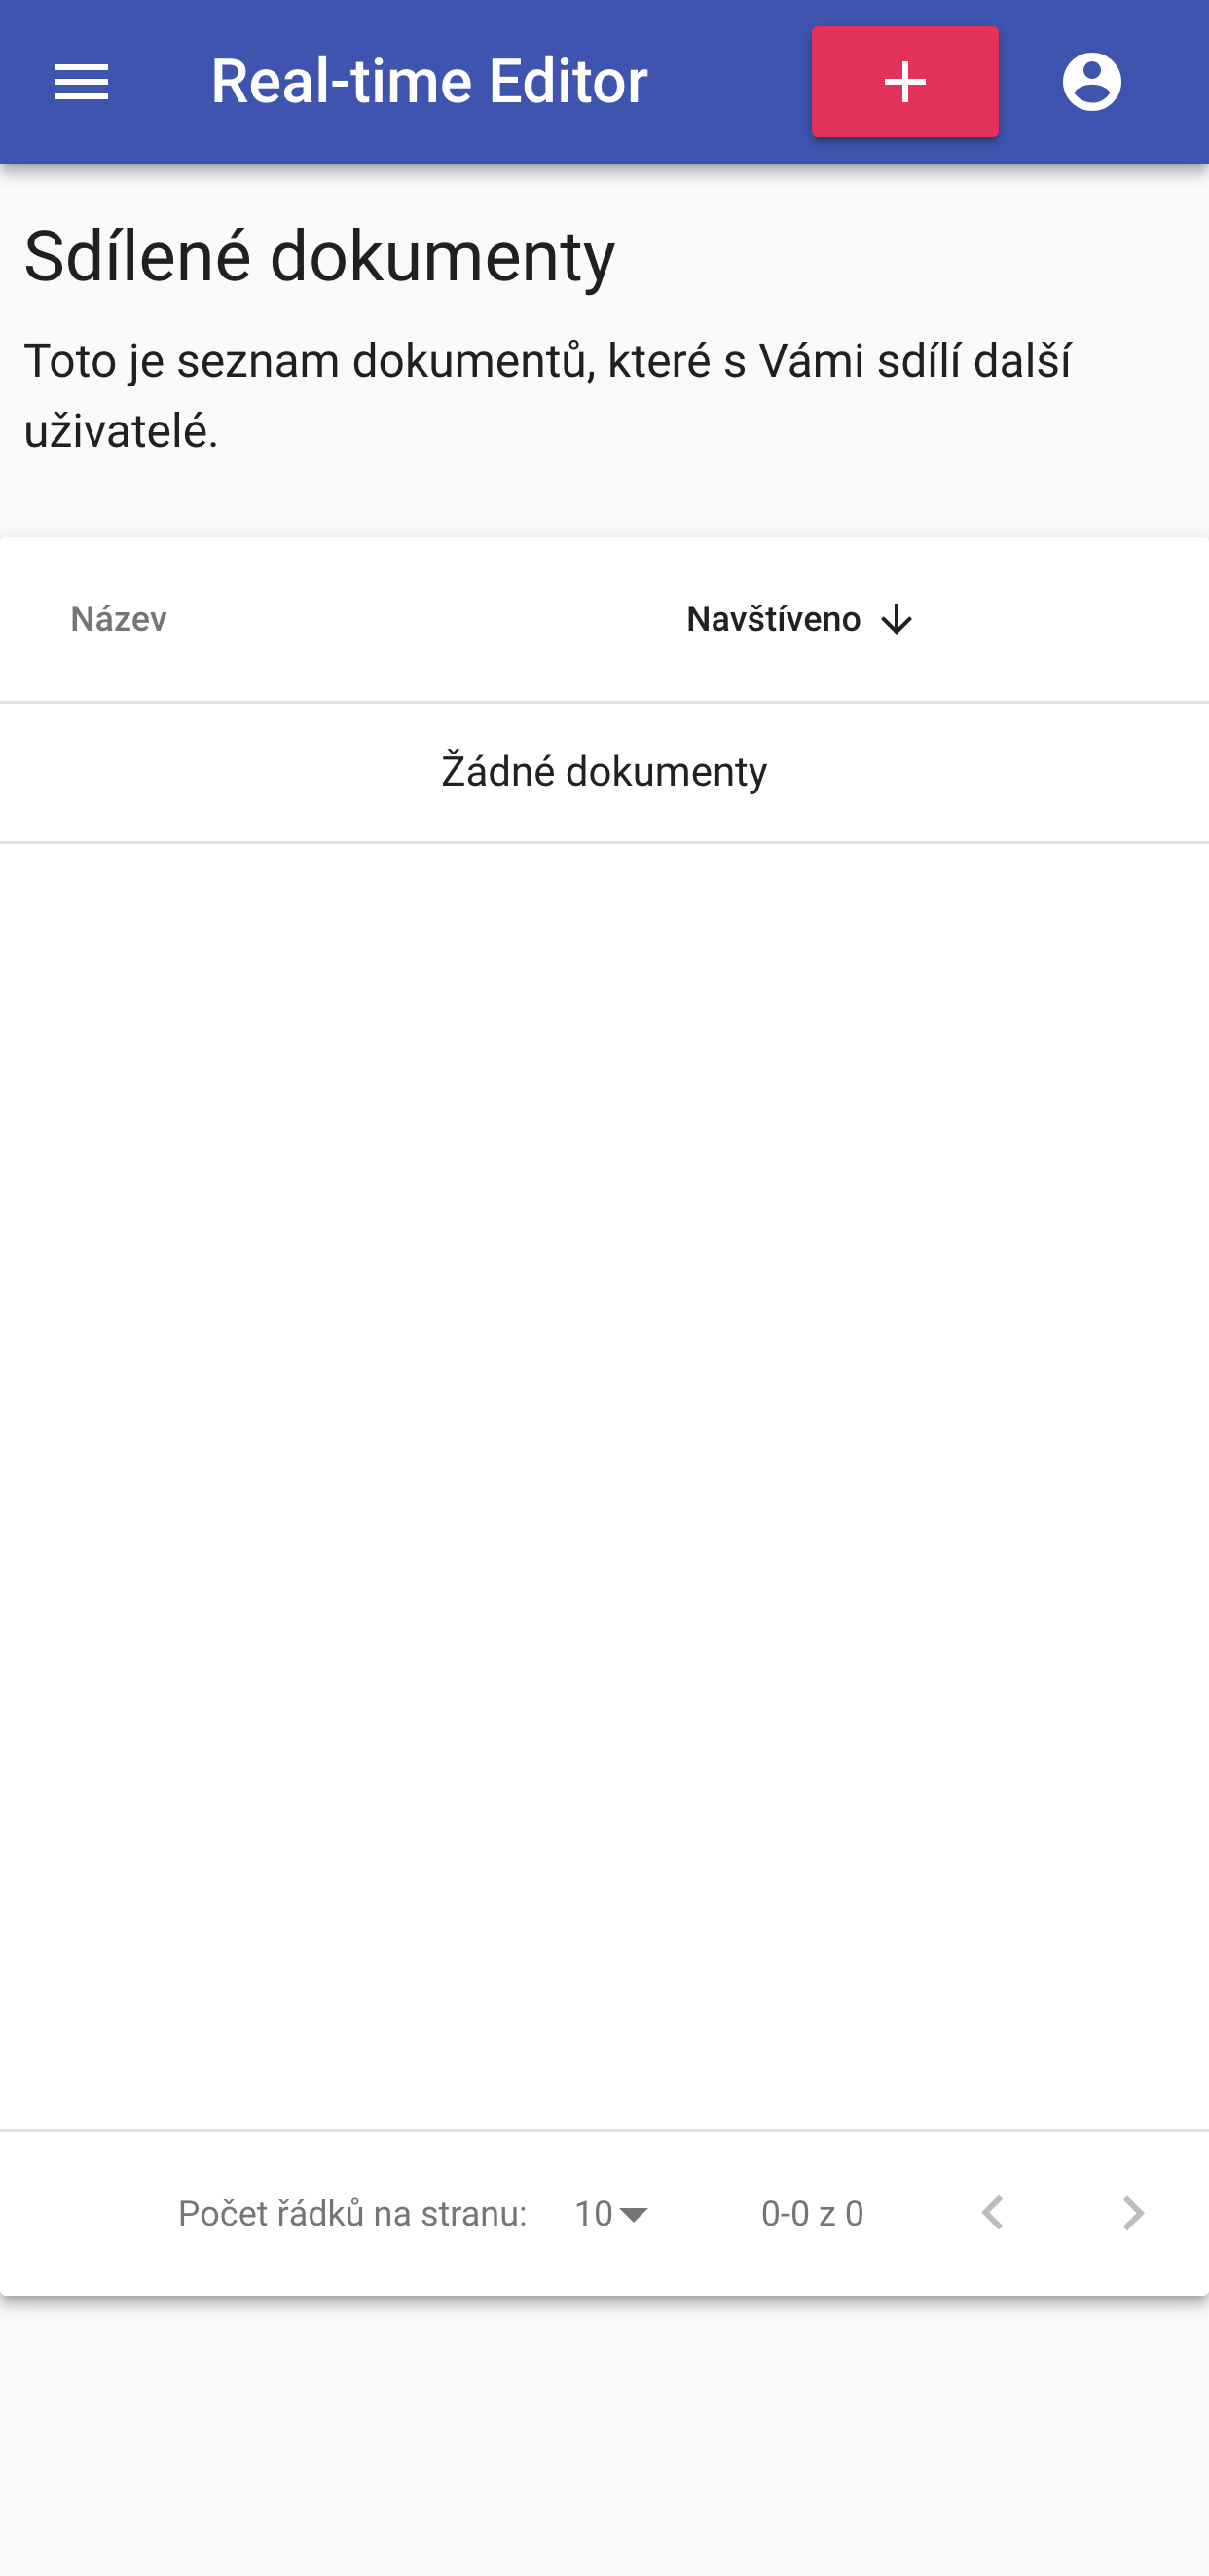 Real-time Editor
Sdílené dokumenty
Toto je seznam dokumentů, které s Vámi sdílí další
uživatelé.
Název Navštíveno
Žádné dokumenty
Počet řádků na stranu: 10 0-0 z 0